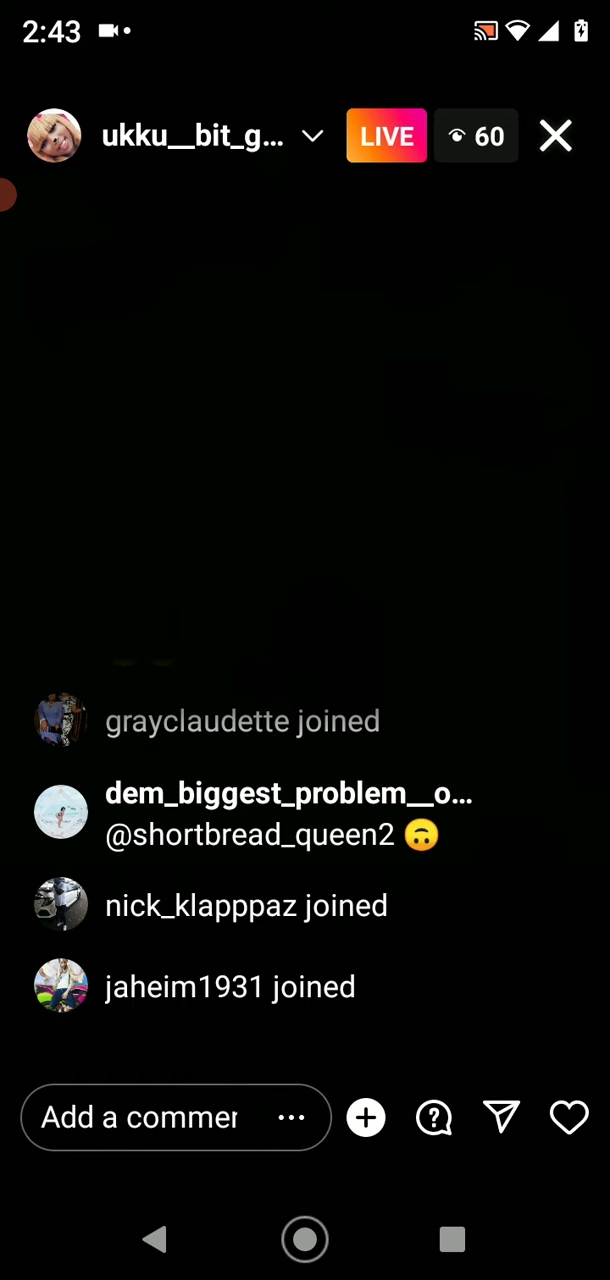 2:43
ukku__bit_g...
LIVE
60
grayclaudette joined
dem_biggest_problem__o...
@shortbread_queen2 🙃
nick_klapppaz joined
jaheim1931 joined
Add a commer